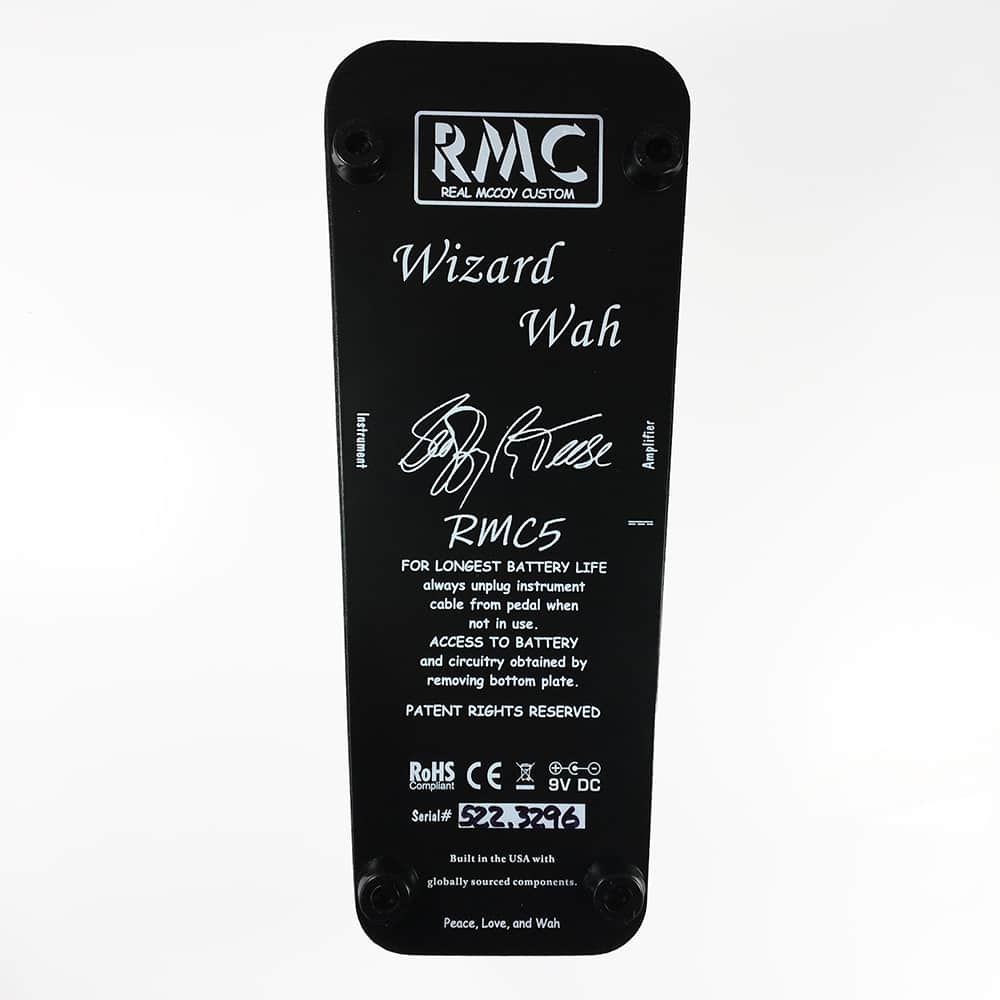 RMC
REAL MCCOY CUSTOM
Wizard
Wah
Instrument
Amplifier
Teese
RMC5
FOR LONGEST BATTERY LIFE
always unplug instrument
cable from pedal when
not in use.
ACCESS TO BATTERY
and circuitry obtained by
removing bottom plate.
PATENT RIGHTS RESERVED
RoHS
Compliant
CE
9V DC
Serial# 522.3296
Built in the USA with
globally sourced components.
Peace, Love, and Wah